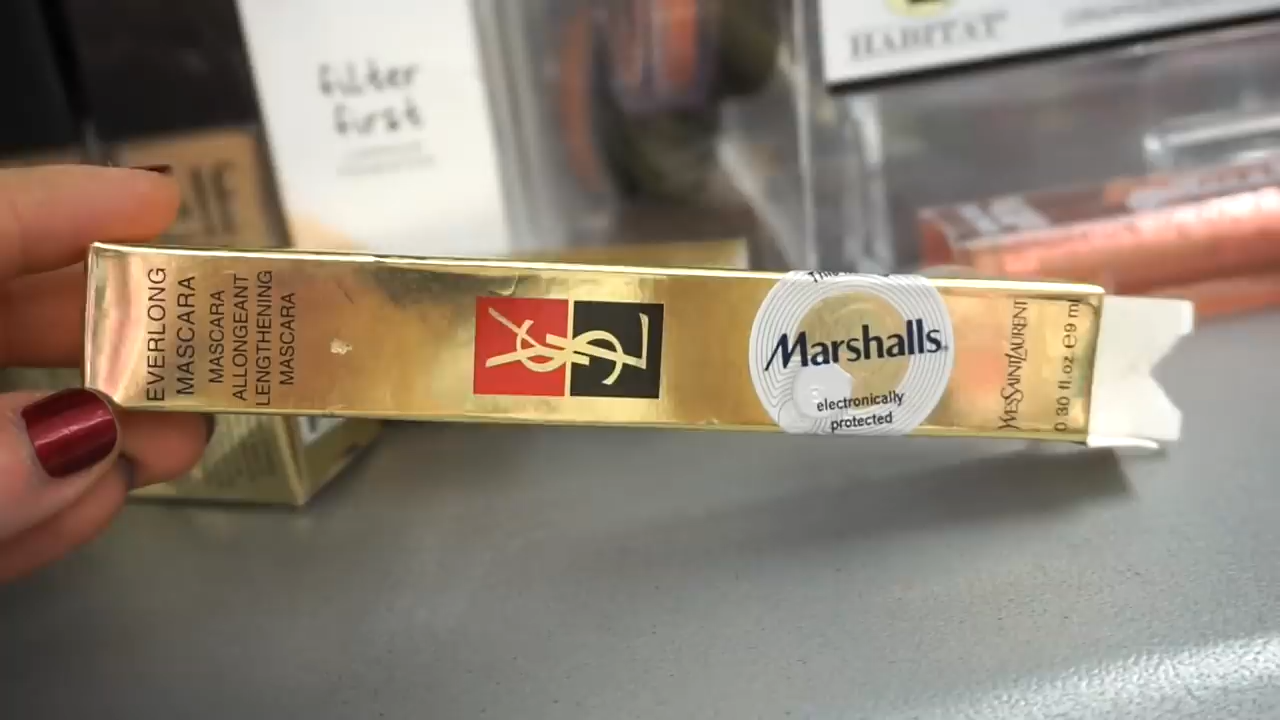 filter
first
HABITAT
EVERLONG
MASCARA
MASCARA
ALLONGEANT
LENGTHENING
MASCARA
YSL
Marshalls
electronically
protected
YVESSAINTLAURENT
0.30 fl.oz. e9 ml